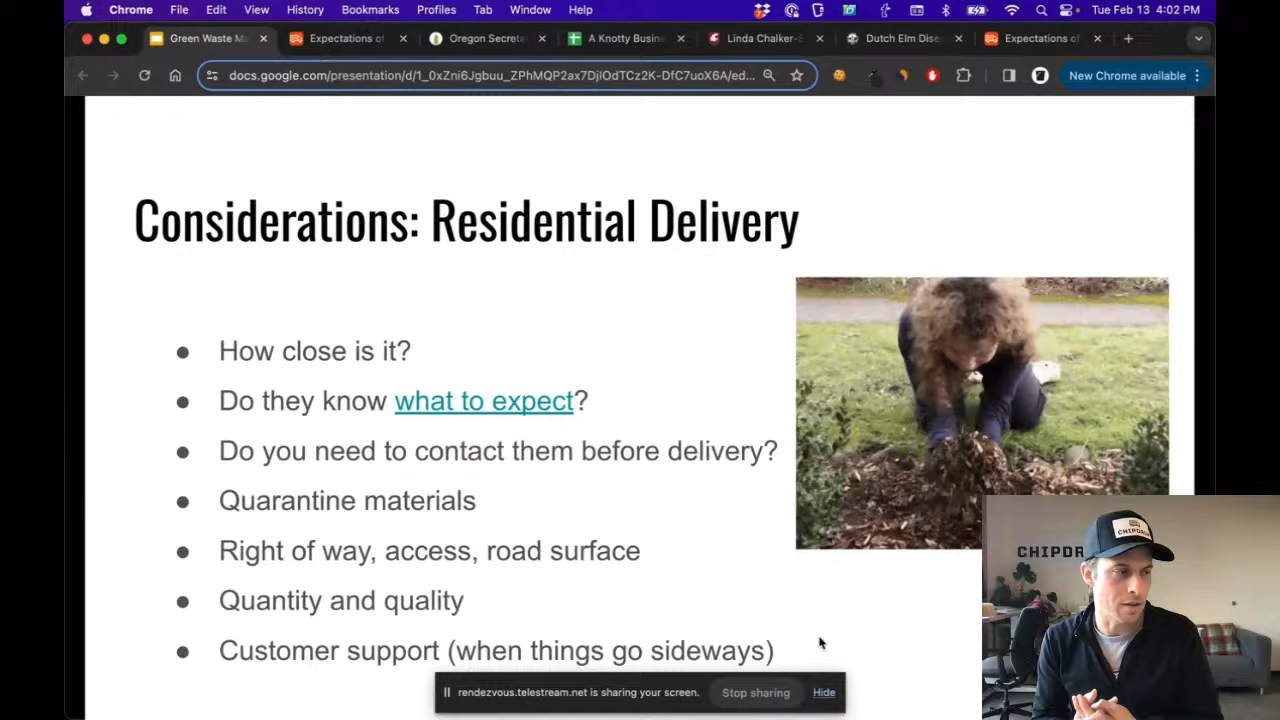 Chrome File Edit View History Bookmarks Profiles Tab Window Help Tue Feb 13 4:02 PM
Green Waste M Expectations of Oregon Secreta A Knotty Busine Linda Chalker-S Dutch Elm Dise Expectations of
docs.google.com/presentation/d/1_0xZni6Jgbuu_ZPhMQP2ax7DjlOdTCz2K-DfC7uoX6A/ed... New Chrome available
Considerations: Residential Delivery
How close is it?
Do they know what to expect?
Do you need to contact them before delivery?
Quarantine materials
Right of way, access, road surface
Quantity and quality
Customer support (when things go sideways)
CHIPDR
rendezvous.telestream.net is sharing your screen. Stop sharing Hide